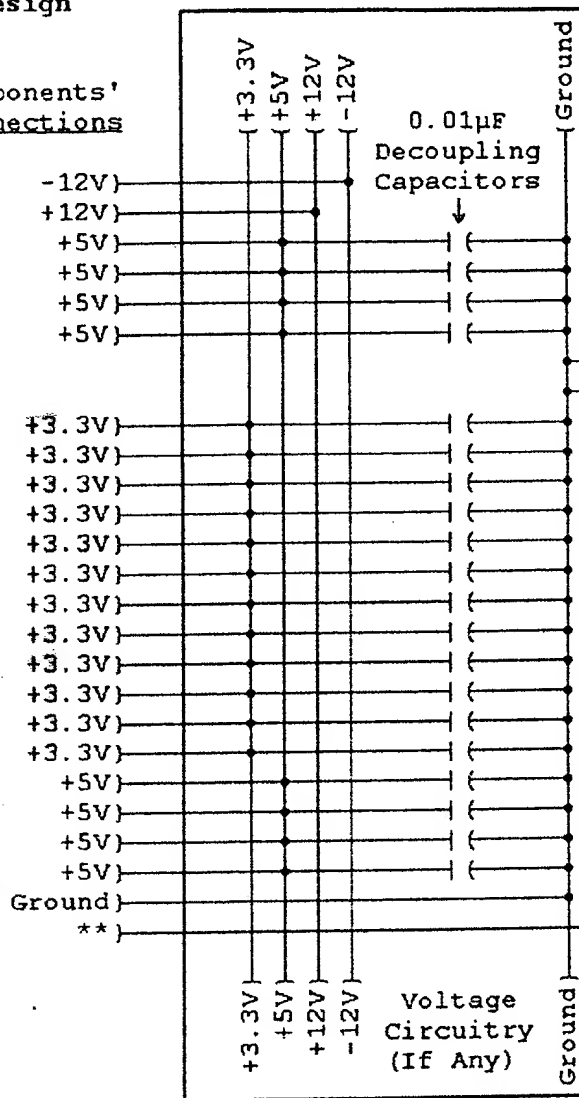 esign
ponents'
nections
+3.3V
+5V
+12V
-12V
Ground
0.01µF
Decoupling
Capacitors
-12V
+12V
+5V
+5V
+5V
+5V
+3.3V
+3.3V
+3.3V
+3.3V
+3.3V
+3.3V
+3.3V
+3.3V
+3.3V
+3.3V
+3.3V
+3.3V
+5V
+5V
+5V
+5V
Ground
**
+3.3V
+5V
+12V
-12V
Voltage
Circuitry
(If Any)
Ground